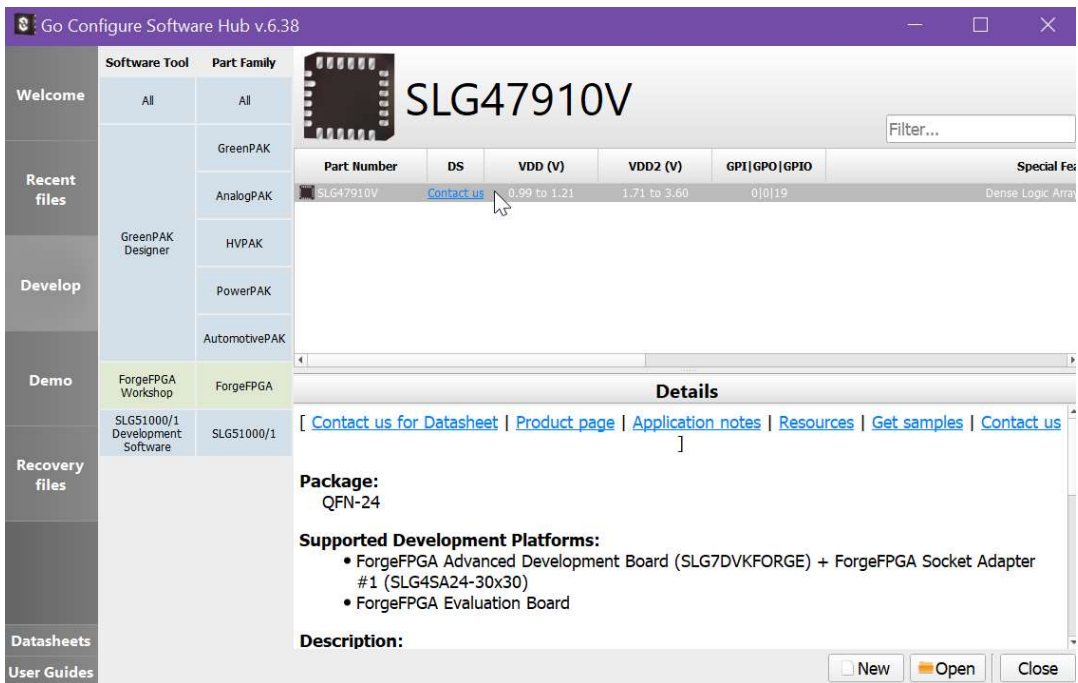 Go Configure Software Hub v.6.38
Welcome
Recent
files
Develop
Demo
Recovery
files
Datasheets
User Guides
Software Tool
Part Family
All
All
GreenPAK
Designer
GreenPAK
AnalogPAK
HVPAK
PowerPAK
AutomotivePAK
ForgeFPGA
Workshop
ForgeFPGA
SLG51000/1
Development
Software
SLG51000/1
SLG47910V
Filter...
Part Number DS VDD (V) VDD2 (V) GPI|GPO|GPIO Special Fea
SLG47910V Contact us 0.99 to 1.21 1.71 to 3.60 0|0|19 Dense Logic Array
Details
[ Contact us for Datasheet | Product page | Application notes | Resources | Get samples | Contact us
]
Package:
QFN-24
Supported Development Platforms:
• ForgeFPGA Advanced Development Board (SLG7DVKFORGE) + ForgeFPGA Socket Adapter
#1 (SLG4SA24-30x30)
• ForgeFPGA Evaluation Board
Description:
New Open Close